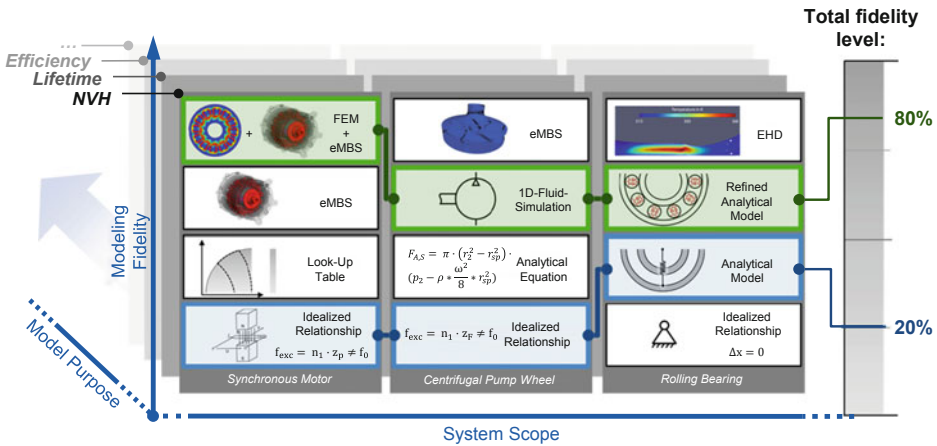 Total fidelity
level:
...
Efficiency
Lifetime
NVH
Modeling
Fidelity
Model Purpose
System Scope
+
FEM
+
eMBS
eMBS
Look-Up
Table
Idealized
Relationship
f_exc = n_1 · z_p ≠ f_0
Synchronous Motor
eMBS
1D-Fluid-
Simulation
F_{A,S} = π · (r_2^2 − r_{sp}^2) ·
(p_2 − ρ * ω^2/8 * r_{sp}^2)
Analytical
Equation
f_exc = n_1 · z_F ≠ f_0
Idealized
Relationship
Centrifugal Pump Wheel
EHD
Refined
Analytical
Model
Analytical
Model
Idealized
Relationship
Δx = 0
Rolling Bearing
80%
20%